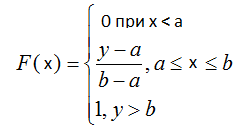 0 при x < a
F(x) = { (y − a)/(b − a), a ≤ x ≤ b
1, y > b